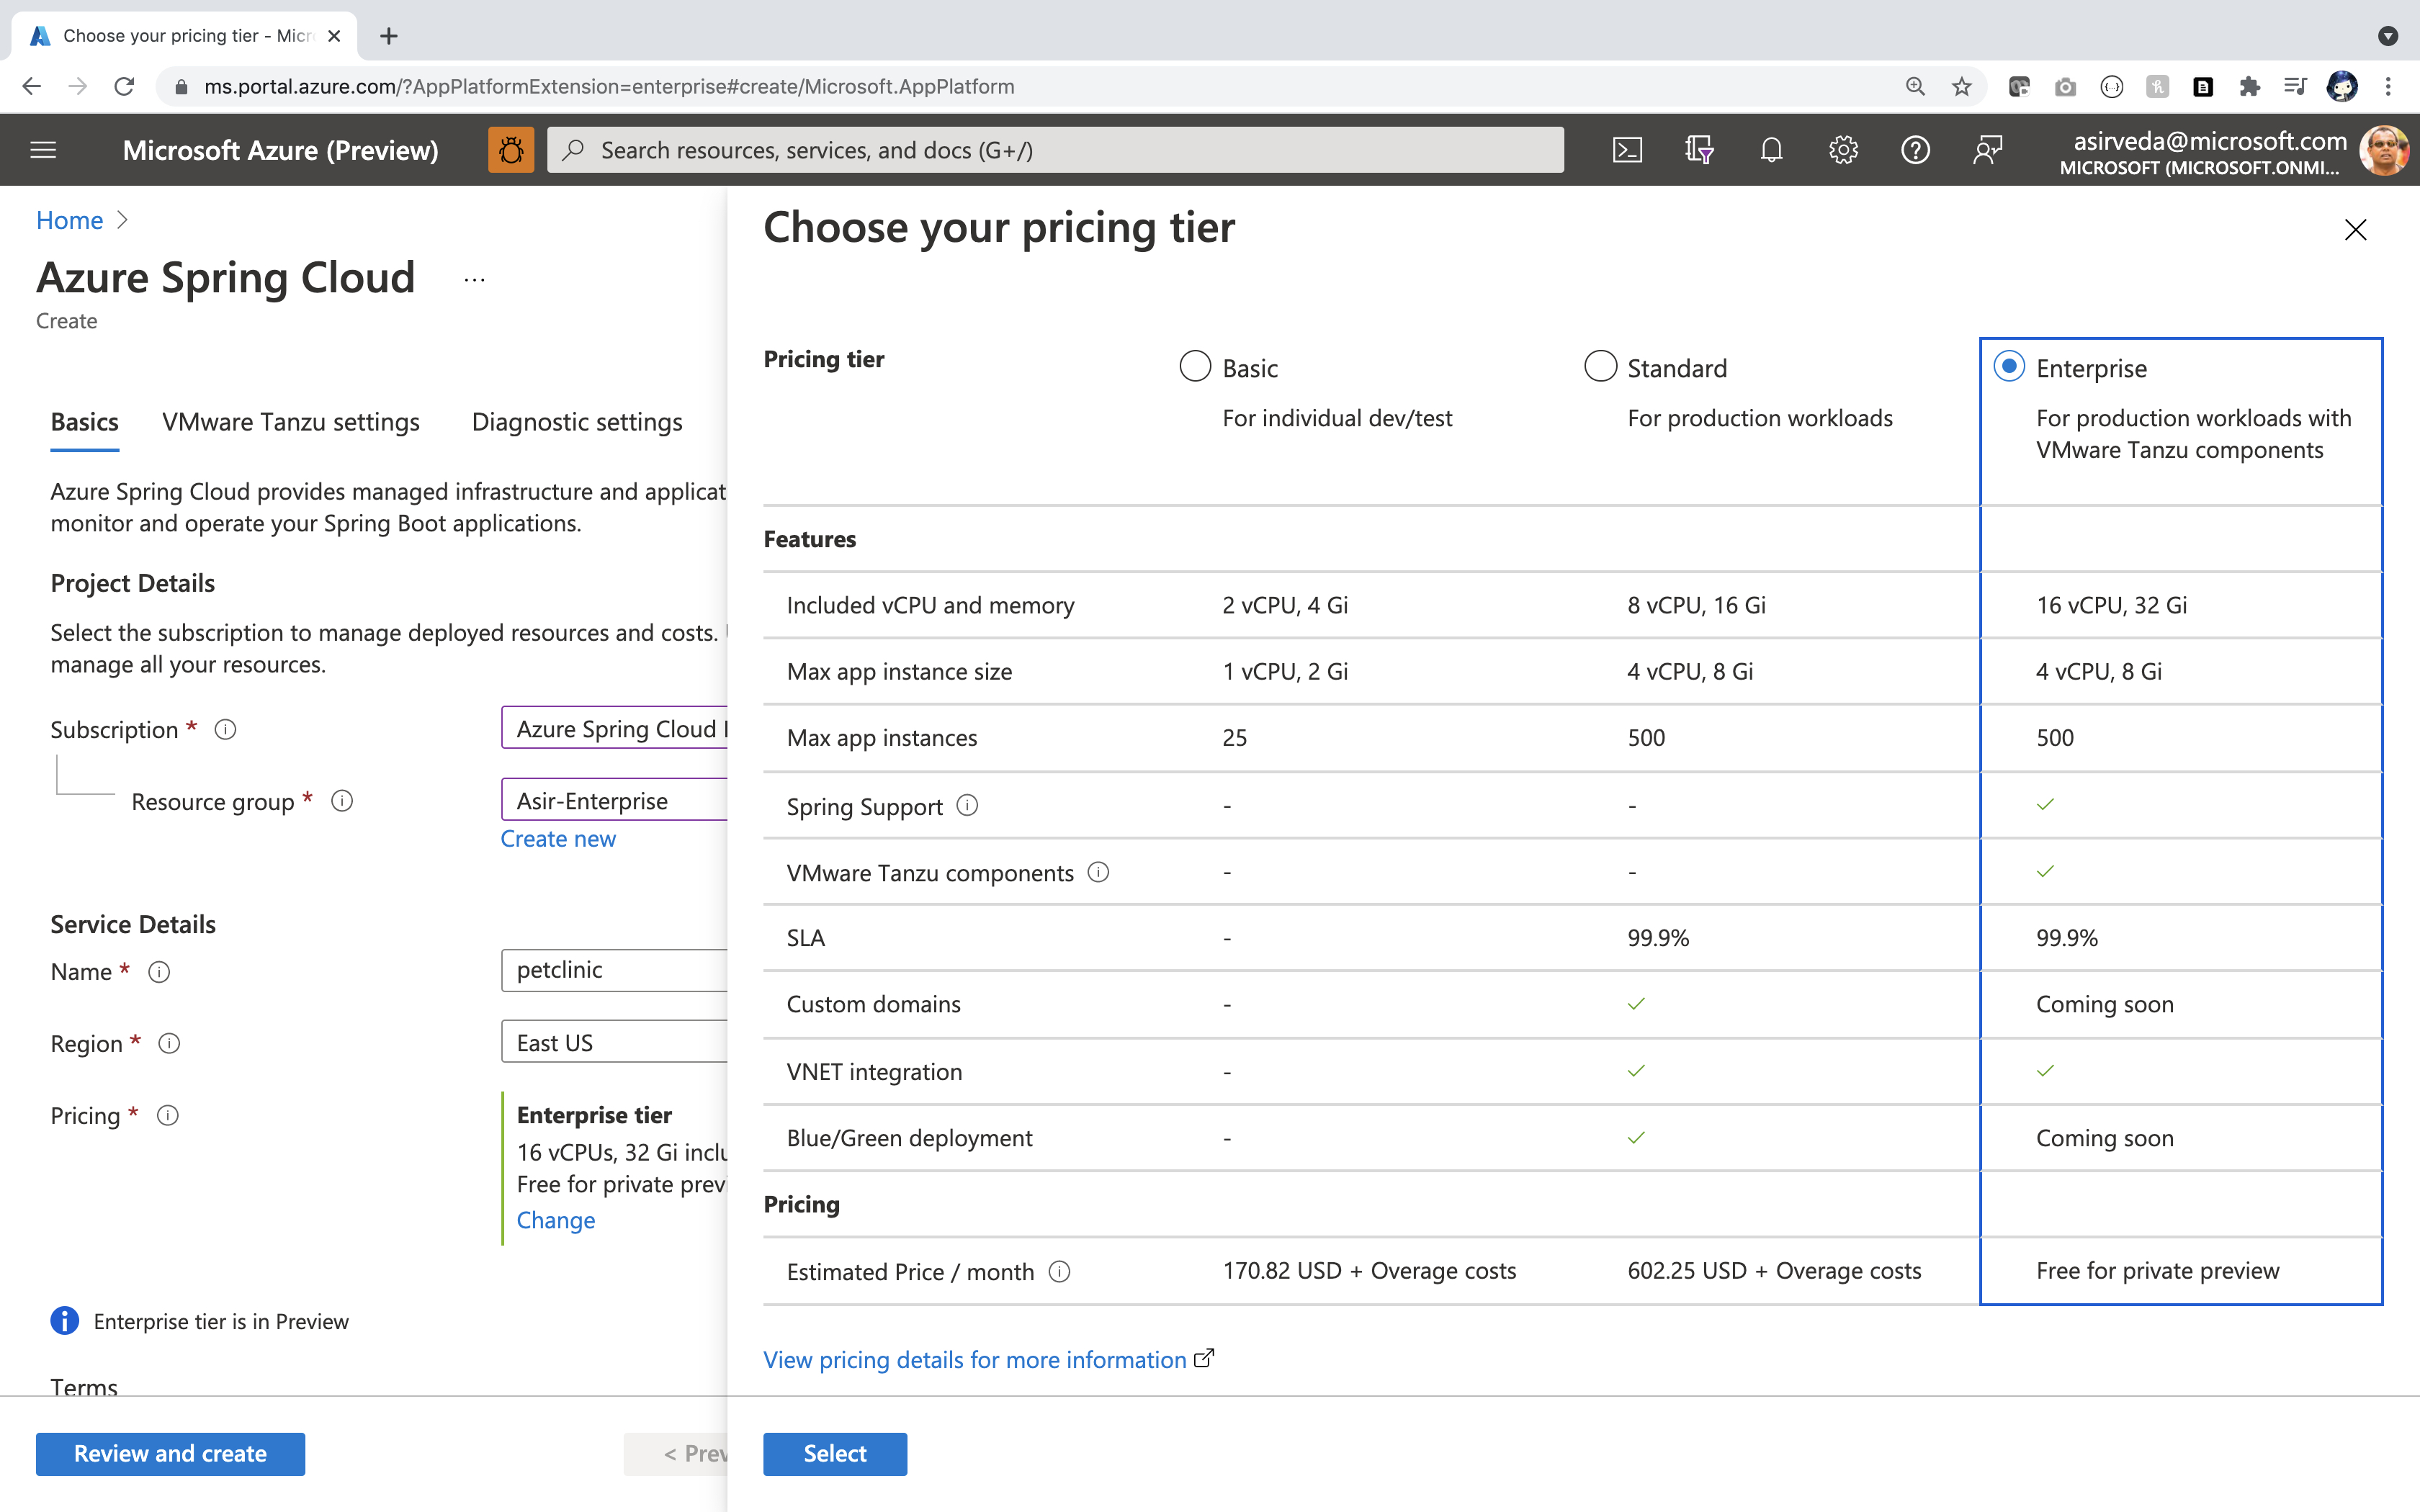 Choose your pricing tier - Micr
ms.portal.azure.com/?AppPlatformExtension=enterprise#create/Microsoft.AppPlatform
Microsoft Azure (Preview)
Search resources, services, and docs (G+/)
asirveda@microsoft.com
MICROSOFT (MICROSOFT.ONMI...
Home
Azure Spring Cloud
...
Create
Basics
VMware Tanzu settings
Diagnostic settings
Azure Spring Cloud provides managed infrastructure and applicat
monitor and operate your Spring Boot applications.
Project Details
Select the subscription to manage deployed resources and costs.
manage all your resources.
Subscription *
Azure Spring Cloud
Resource group *
Asir-Enterprise
Create new
Service Details
Name *
petclinic
Region *
East US
Pricing *
Enterprise tier
16 vCPUs, 32 Gi inclu
Free for private previ
Change
Enterprise tier is in Preview
Terms
Review and create
< Prev
Choose your pricing tier
Pricing tier
Basic
For individual dev/test
Standard
For production workloads
Enterprise
For production workloads with
VMware Tanzu components
Features
Included vCPU and memory
2 vCPU, 4 Gi
8 vCPU, 16 Gi
16 vCPU, 32 Gi
Max app instance size
1 vCPU, 2 Gi
4 vCPU, 8 Gi
4 vCPU, 8 Gi
Max app instances
25
500
500
Spring Support
-
-
VMware Tanzu components
-
-
SLA
-
99.9%
99.9%
Custom domains
-
Coming soon
VNET integration
-
Blue/Green deployment
-
Coming soon
Pricing
Estimated Price / month
170.82 USD + Overage costs
602.25 USD + Overage costs
Free for private preview
View pricing details for more information
Select